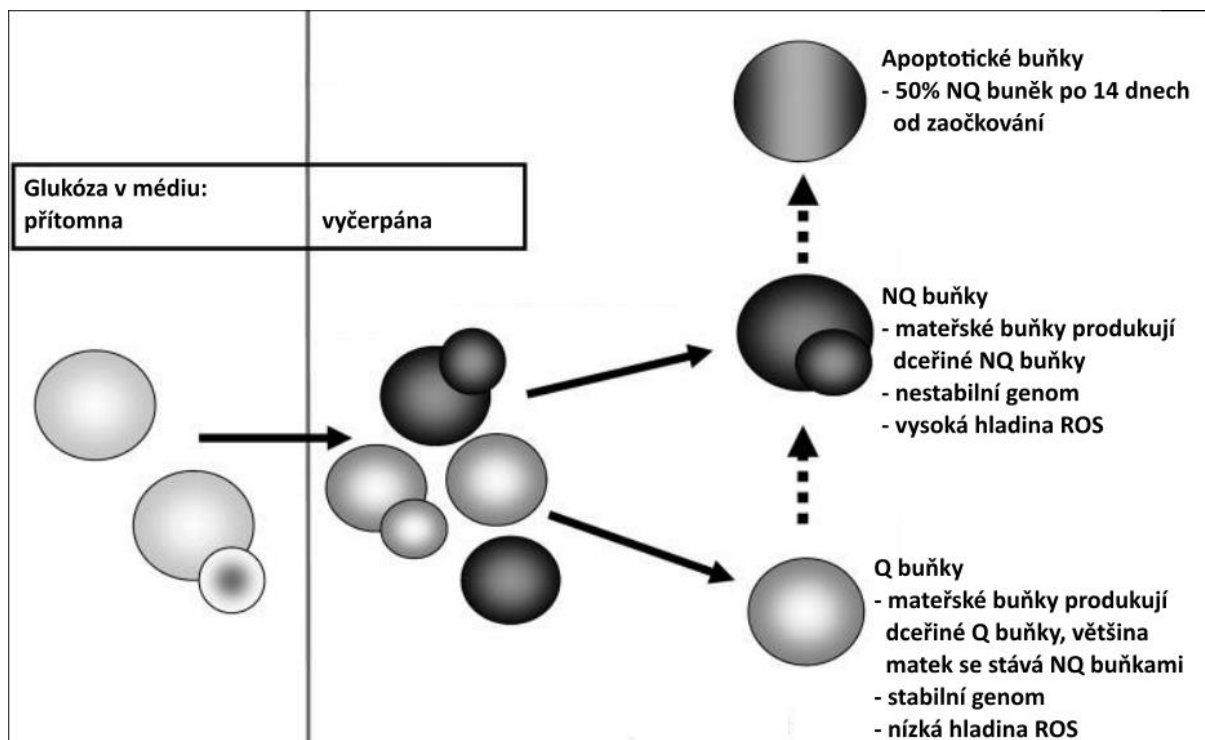 Apoptotické buňky
- 50% NQ buněk po 14 dnech
od zaočkování
Glukóza v médiu:
přítomna
vyčerpána
NQ buňky
- mateřské buňky produkují
dceřiné NQ buňky
- nestabilní genom
- vysoká hladina ROS
Q buňky
- mateřské buňky produkují
dceřiné Q buňky, většina
matek se stává NQ buňkami
- stabilní genom
- nízká hladina ROS